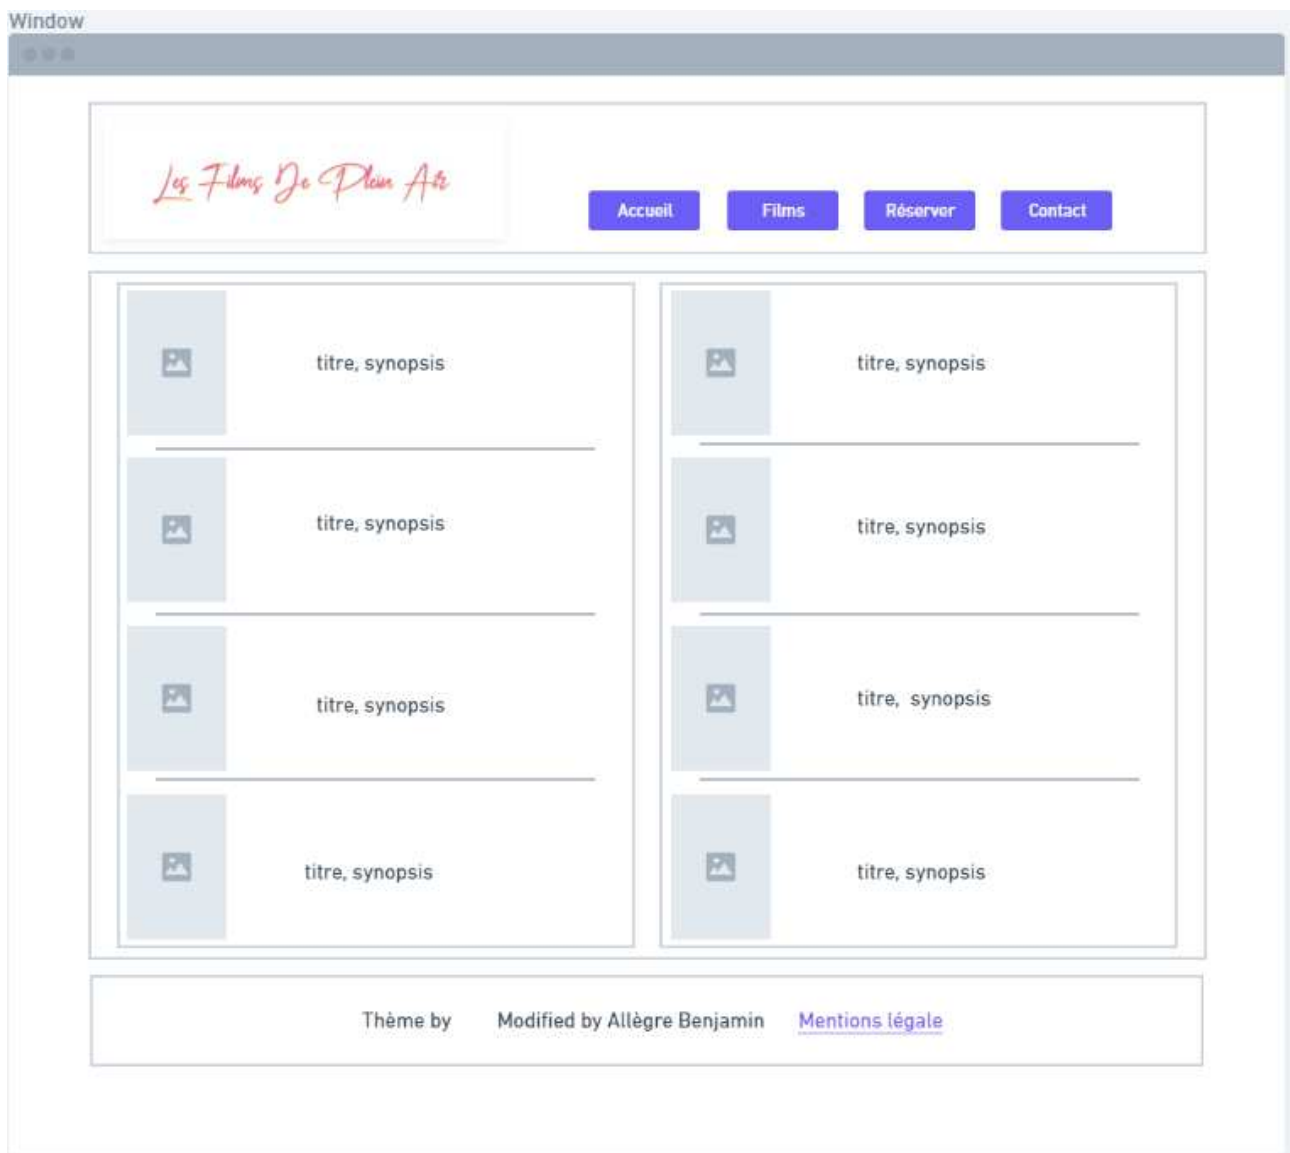 Window
Les Films De Plein Air
Accueil Films Réserver Contact
titre, synopsis titre, synopsis
titre, synopsis titre, synopsis
titre, synopsis titre, synopsis
titre, synopsis titre, synopsis
Thème by Modified by Allègre Benjamin Mentions légale